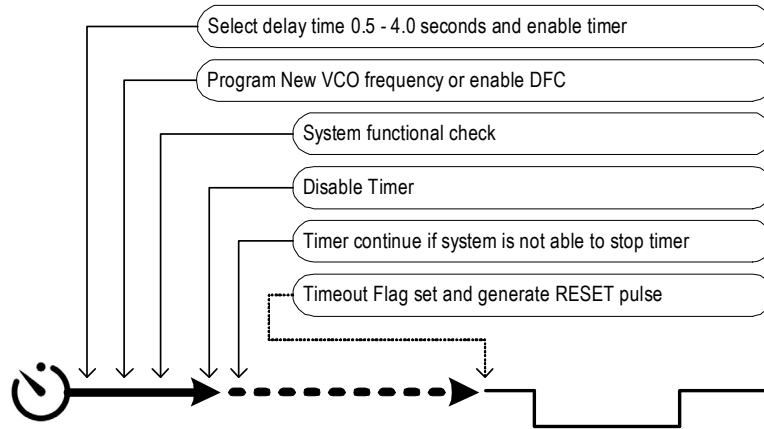 Select delay time 0.5 - 4.0 seconds and enable timer
Program New VCO frequency or enable DFC
System functional check
Disable Timer
Timer continue if system is not able to stop timer
Timeout Flag set and generate RESET pulse